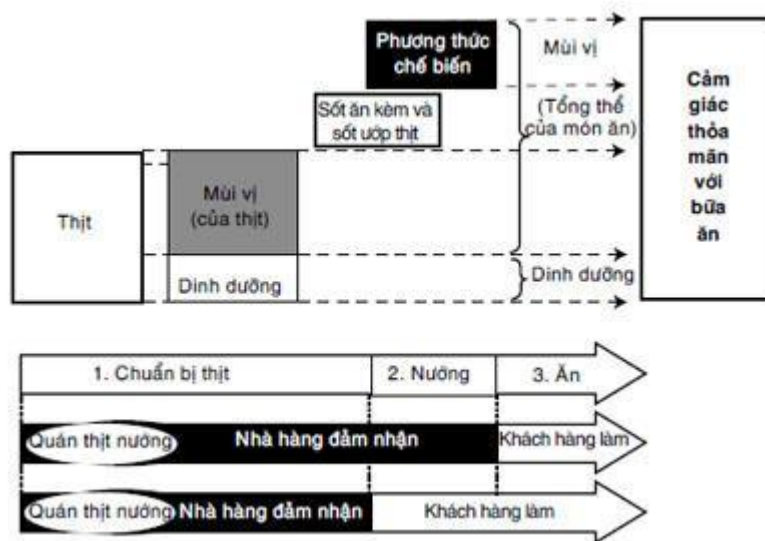 Phương thức
chế biến
Mùi vị
Sốt ăn kèm và
sốt ướp thịt
(Tổng thể
của món ăn)
Cảm
giác
thỏa
mãn
với
bữa
ăn
Thịt
Mùi vị
(của thịt)
Dinh dưỡng
Dinh dưỡng
1. Chuẩn bị thịt
2. Nướng
3. Ăn
Quán thịt nướng
Nhà hàng đảm nhận
Khách hàng làm
Quán thịt nướng
Nhà hàng đảm nhận
Khách hàng làm